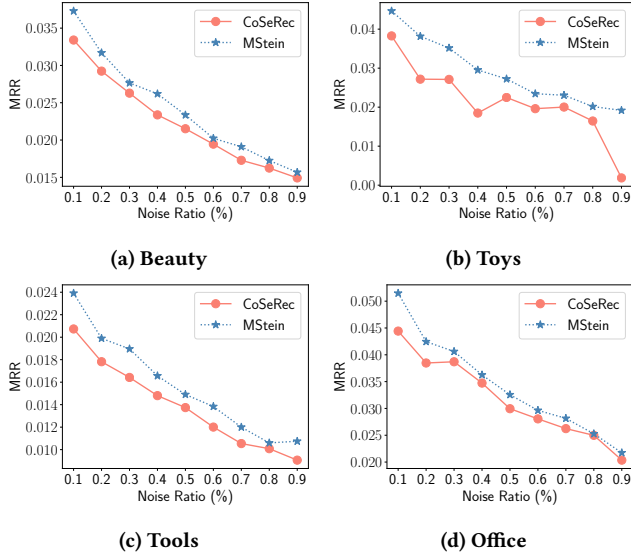 0.035
0.030
0.025
0.020
0.015
MRR
CoSeRec
MStein
0.1 0.2 0.3 0.4 0.5 0.6 0.7 0.8 0.9
Noise Ratio (%)
(a) Beauty
0.04
0.03
0.02
0.01
0.00
MRR
CoSeRec
MStein
0.1 0.2 0.3 0.4 0.5 0.6 0.7 0.8 0.9
Noise Ratio (%)
(b) Toys
0.024
0.022
0.020
0.018
0.016
0.014
0.012
0.010
MRR
CoSeRec
MStein
0.1 0.2 0.3 0.4 0.5 0.6 0.7 0.8 0.9
Noise Ratio (%)
(c) Tools
0.050
0.045
0.040
0.035
0.030
0.025
0.020
MRR
CoSeRec
MStein
0.1 0.2 0.3 0.4 0.5 0.6 0.7 0.8 0.9
Noise Ratio (%)
(d) Office